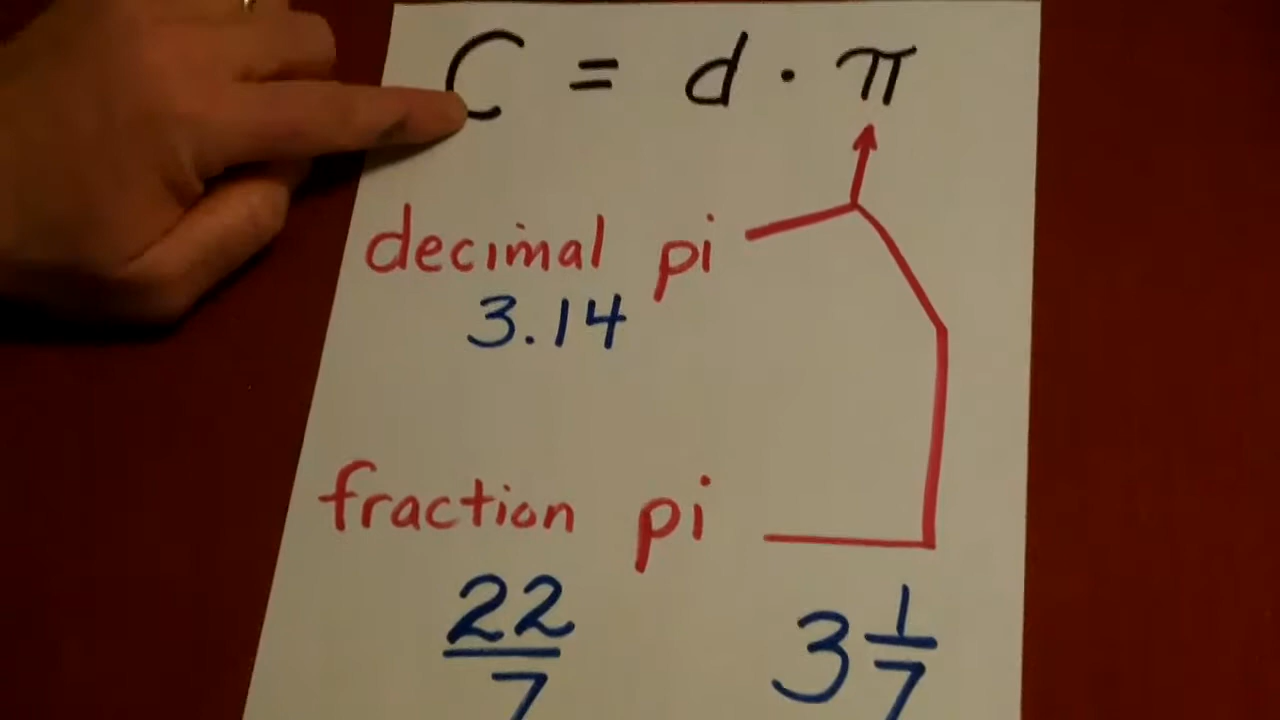 C = d · π
decimal pi
3.14
fraction pi
22/7 3 1/7